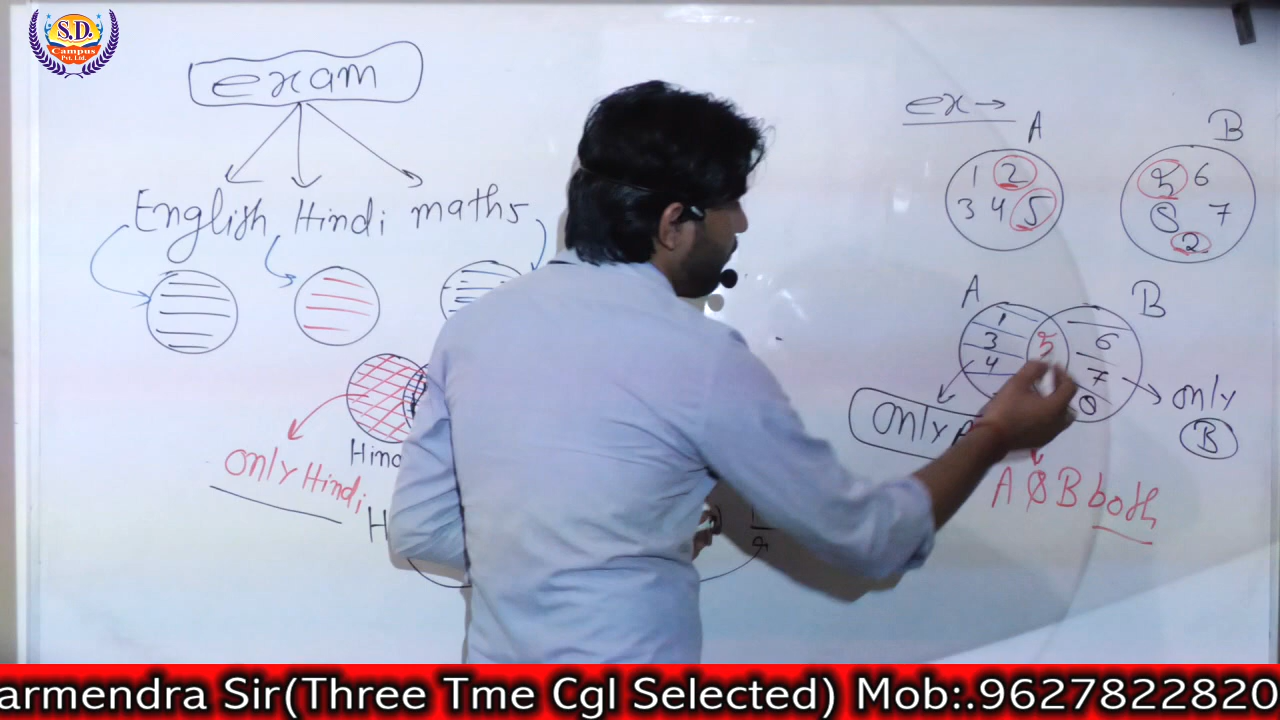 S.D.
Campus
Pvt. Ltd.
exam
English Hindi maths
only Hindi
H
ex→
A
B
1 2
3 4 5
5 6
8 7
2
A
B
1
3
4
5
6
7
8
only
only
B
A & B both
armendra Sir(Three Tme Cgl Selected) Mob:.9627822820